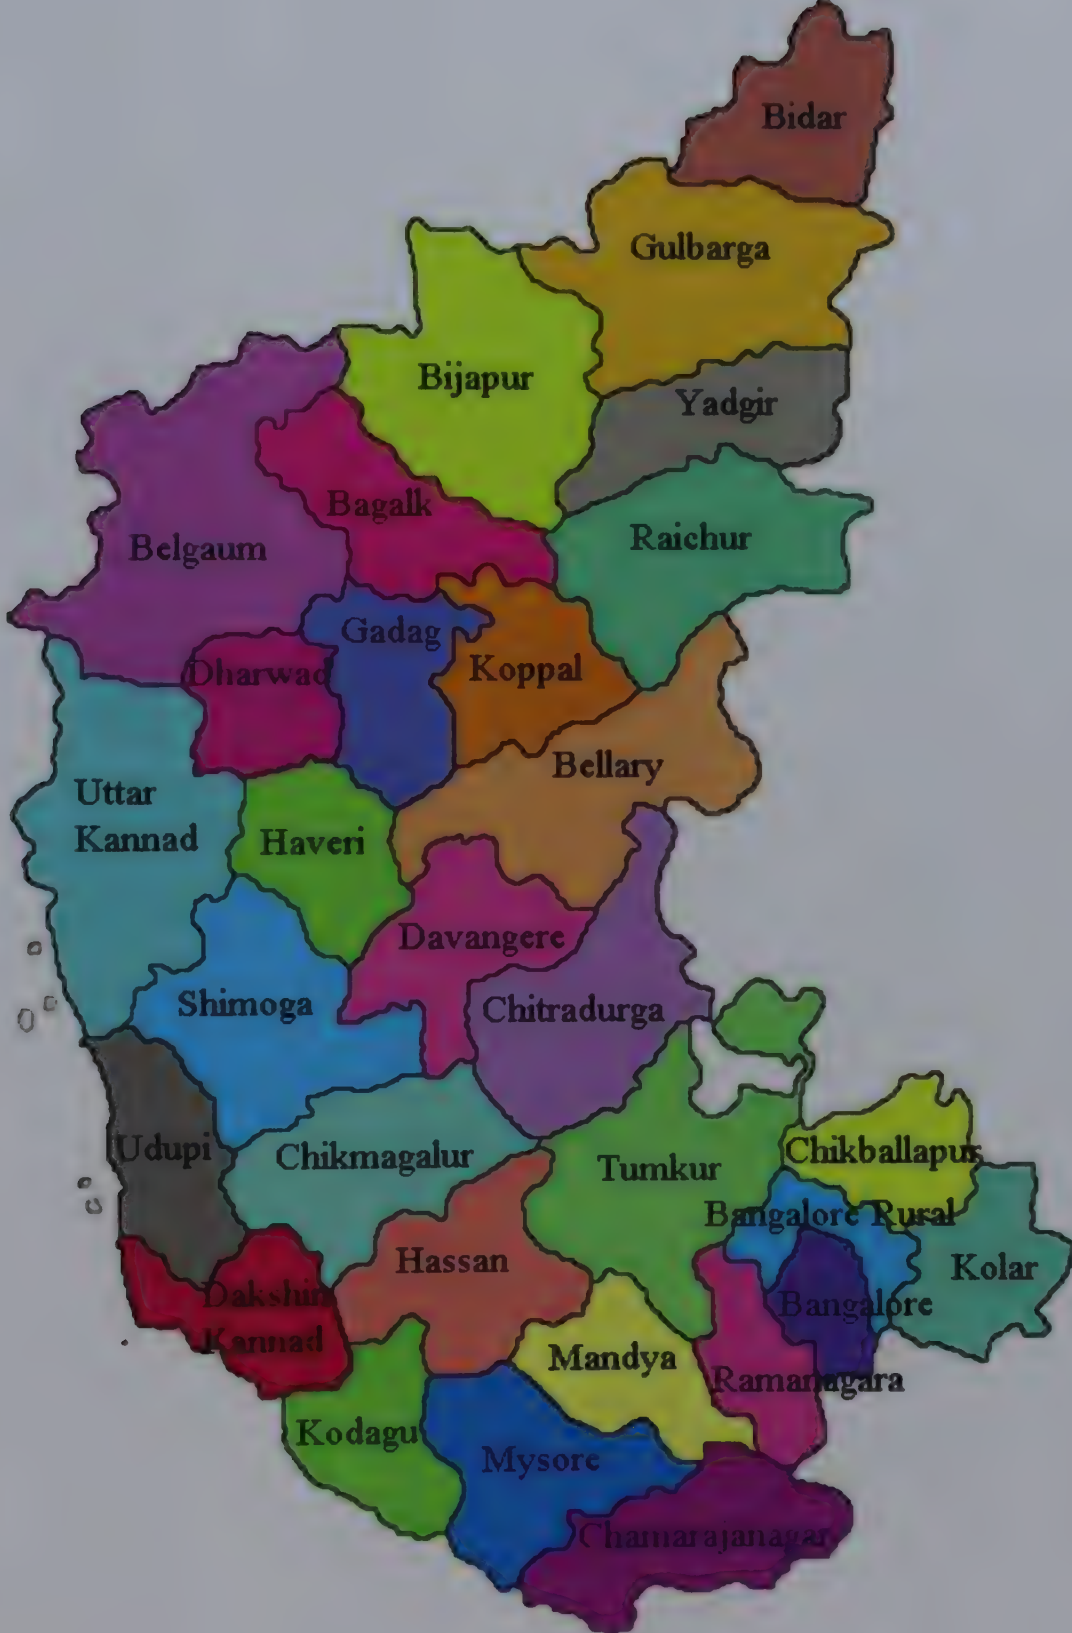 Bidar
Gulbarga
Bijapur
Yadgir
Bagalk
Raichur
Belgaum
Gadag
Dharwad
Koppal
Bellary
Uttar
Kannad
Haveri
Davangere
Shimoga
Chitradurga
Udupi
Chikmagalur
Tumkur
Chikballapur
Bangalore Rural
Hassan
Kolar
Dakshin
Kannad
Bangalore
Mandya
Ramanagara
Kodagu
Mysore
Chamarajanagar